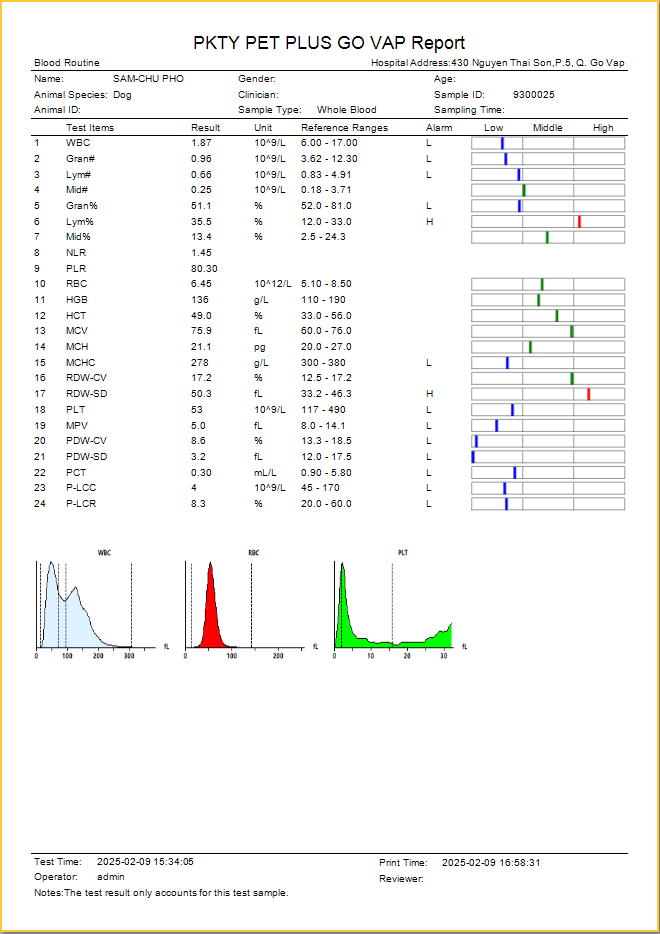 PKTY PET PLUS GO VAP Report
Blood Routine Hospital Address:430 Nguyen Thai Son,P.5, Q. Go Vap
Name: SAM-CHU PHO Gender: Age:
Animal Species: Dog Clinician: Sample ID: 9300025
Animal ID: Sample Type: Whole Blood Sampling Time:
Test Items Result Unit Reference Ranges Alarm Low Middle High
1 WBC 1.87 10^9/L 6.00 - 17.00 L
2 Gran# 0.96 10^9/L 3.62 - 12.30 L
3 Lym# 0.66 10^9/L 0.83 - 4.91 L
4 Mid# 0.25 10^9/L 0.18 - 3.71
5 Gran% 51.1 % 52.0 - 81.0 L
6 Lym% 35.5 % 12.0 - 33.0 H
7 Mid% 13.4 % 2.5 - 24.3
8 NLR 1.45
9 PLR 80.30
10 RBC 6.45 10^12/L 5.10 - 8.50
11 HGB 136 g/L 110 - 190
12 HCT 49.0 % 33.0 - 56.0
13 MCV 75.9 fL 60.0 - 76.0
14 MCH 21.1 pg 20.0 - 27.0
15 MCHC 278 g/L 300 - 380 L
16 RDW-CV 17.2 % 12.5 - 17.2
17 RDW-SD 50.3 fL 33.2 - 46.3 H
18 PLT 53 10^9/L 117 - 490 L
19 MPV 5.0 fL 8.0 - 14.1 L
20 PDW-CV 8.6 % 13.3 - 18.5 L
21 PDW-SD 3.2 fL 12.0 - 17.5 L
22 PCT 0.30 mL/L 0.90 - 5.80 L
23 P-LCC 4 10^9/L 45 - 170 L
24 P-LCR 8.3 % 20.0 - 60.0 L
WBC RBC PLT
fL fL fL
0 100 200 300 0 100 200 0 10 20 30
Test Time: 2025-02-09 15:34:05 Print Time: 2025-02-09 16:58:31
Operator: admin Reviewer:
Notes:The test result only accounts for this test sample.